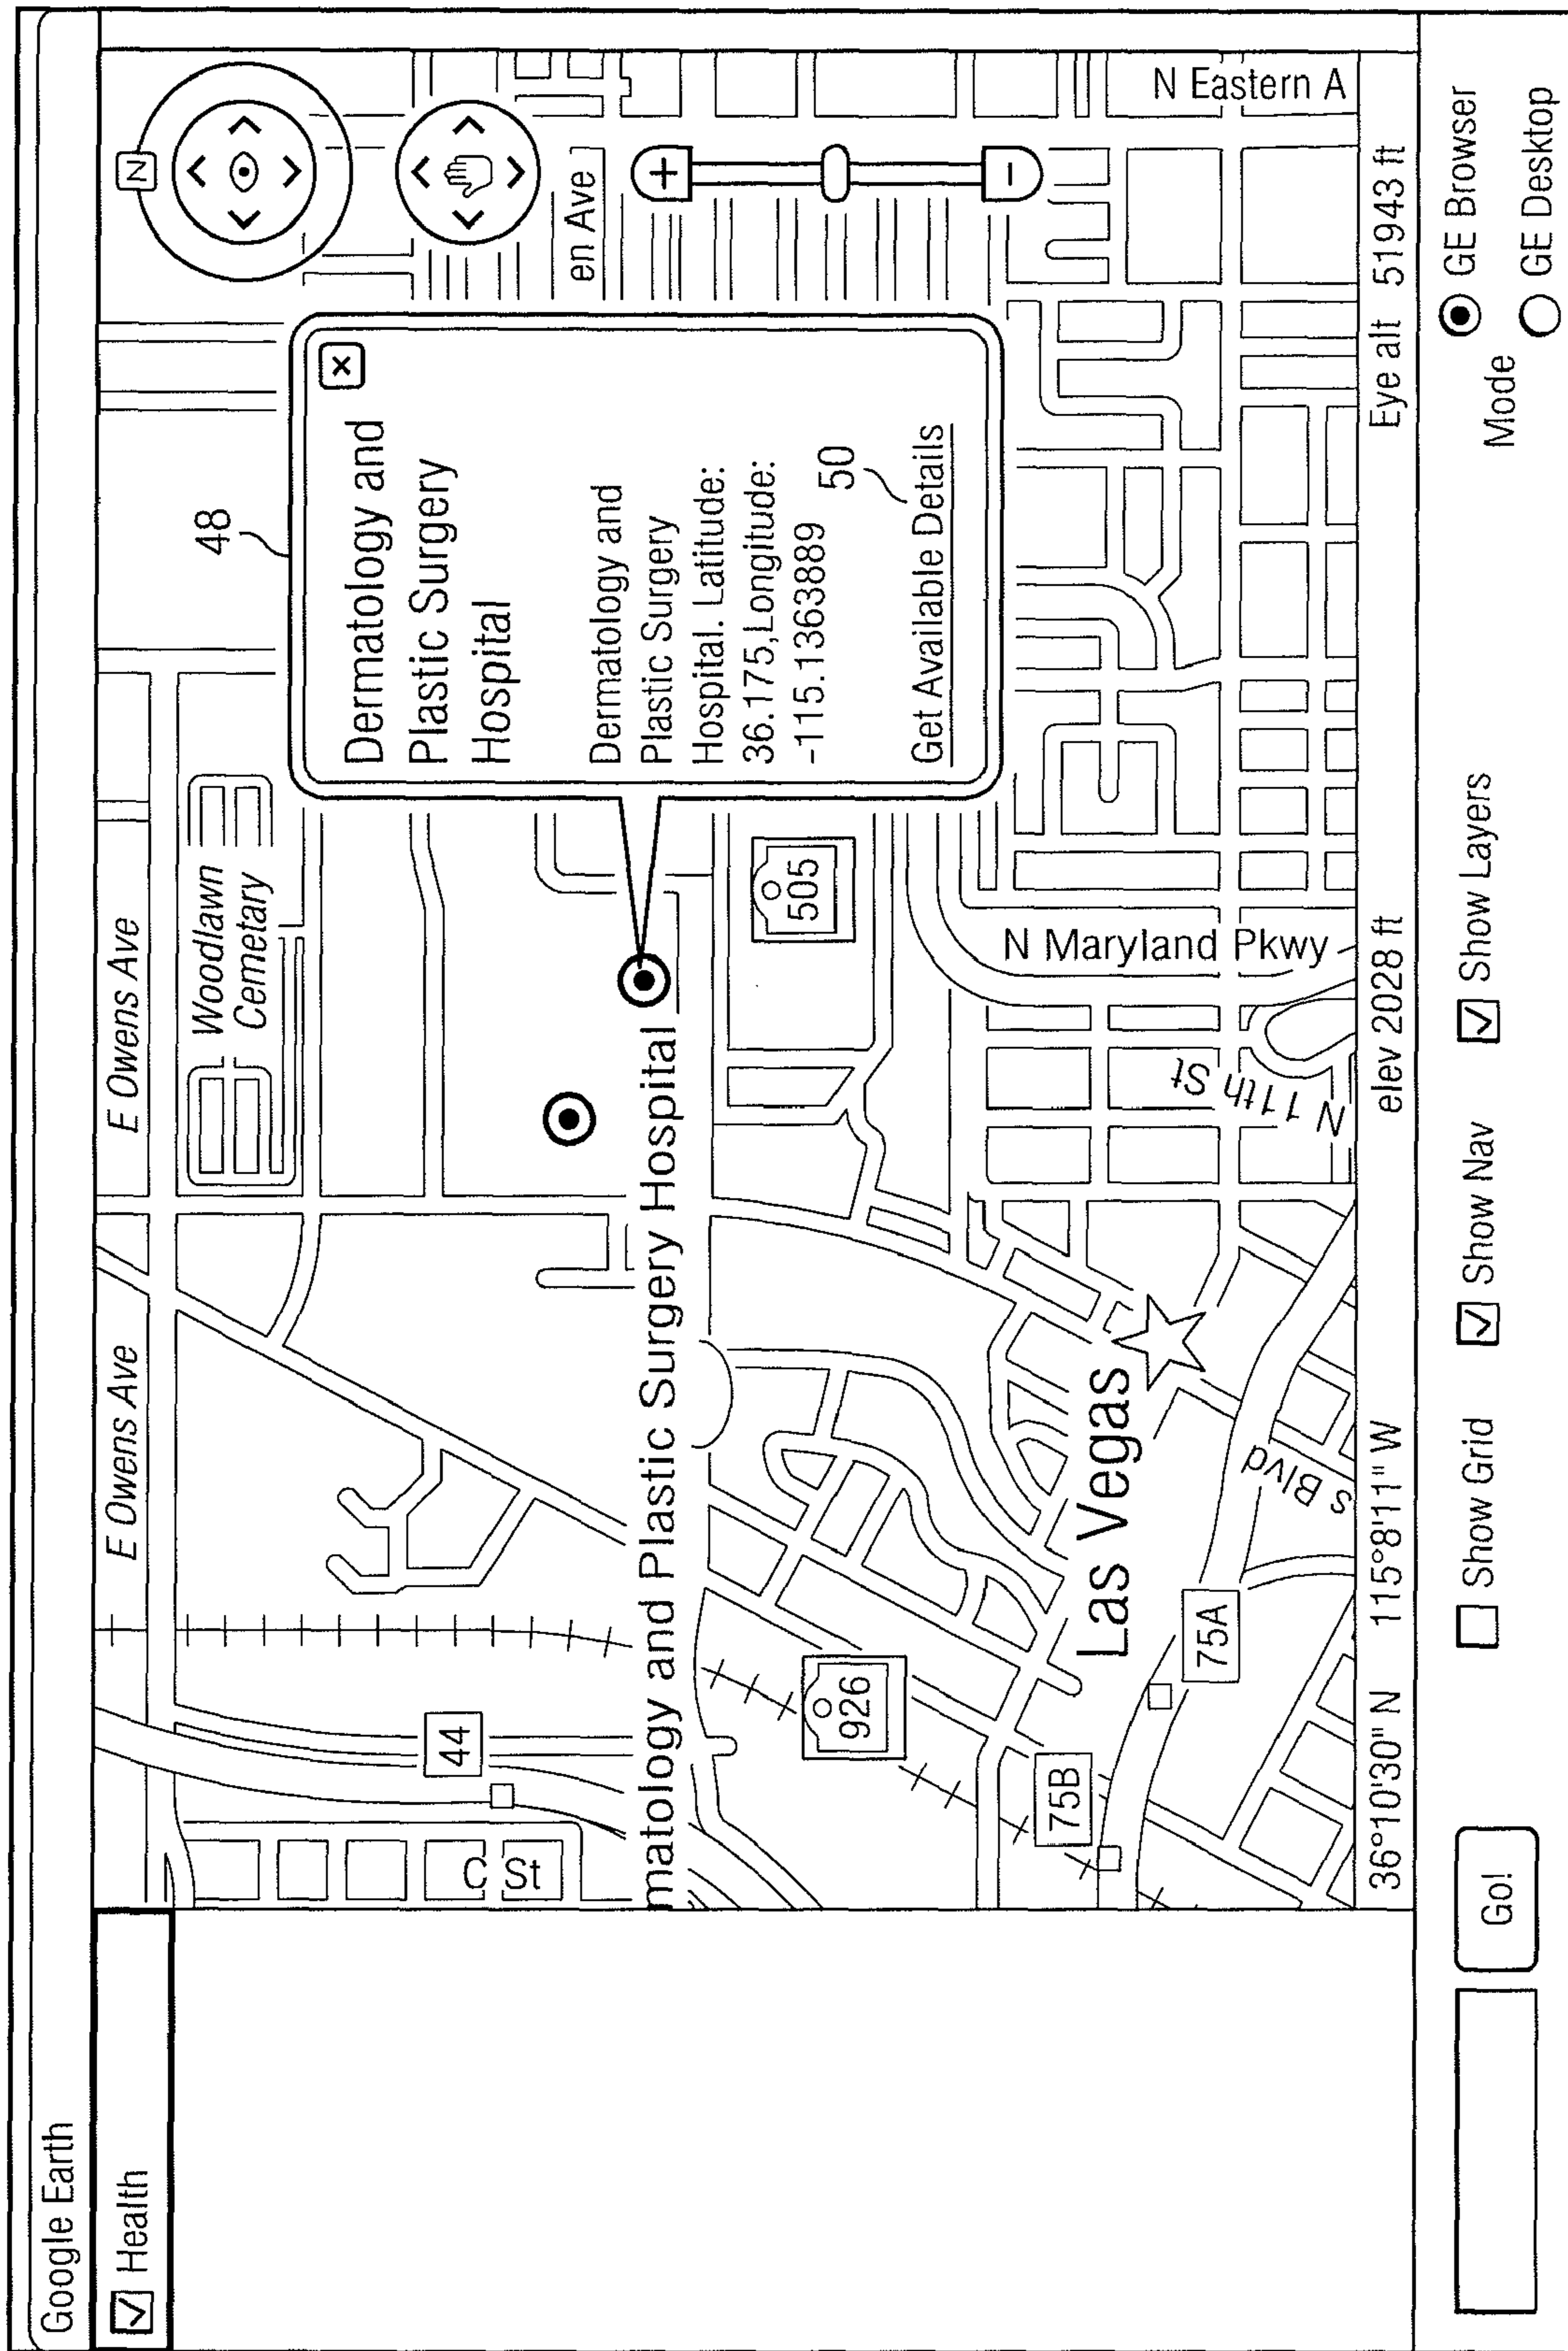 Google Earth
Health
E Owens Ave
E Owens Ave
N
Woodlawn
Cemetary
48
Dermatology and
Plastic Surgery
Hospital
x
44
C St
en Ave
matology and Plastic Surgery Hospital
Dermatology and
Plastic Surgery
Hospital. Latitude:
36.175,Longitude:
-115.1363889
50
Get Available Details
+
-
505
926
Las Vegas
75B
75A
N Maryland Pkwy
N 11th St
s Blvd
N Eastern A
36°10'30" N 115°8'11" W elev 2028 ft Eye alt 51943 ft
Go!
Show Grid
Show Nav
Show Layers
Mode
GE Browser
GE Desktop